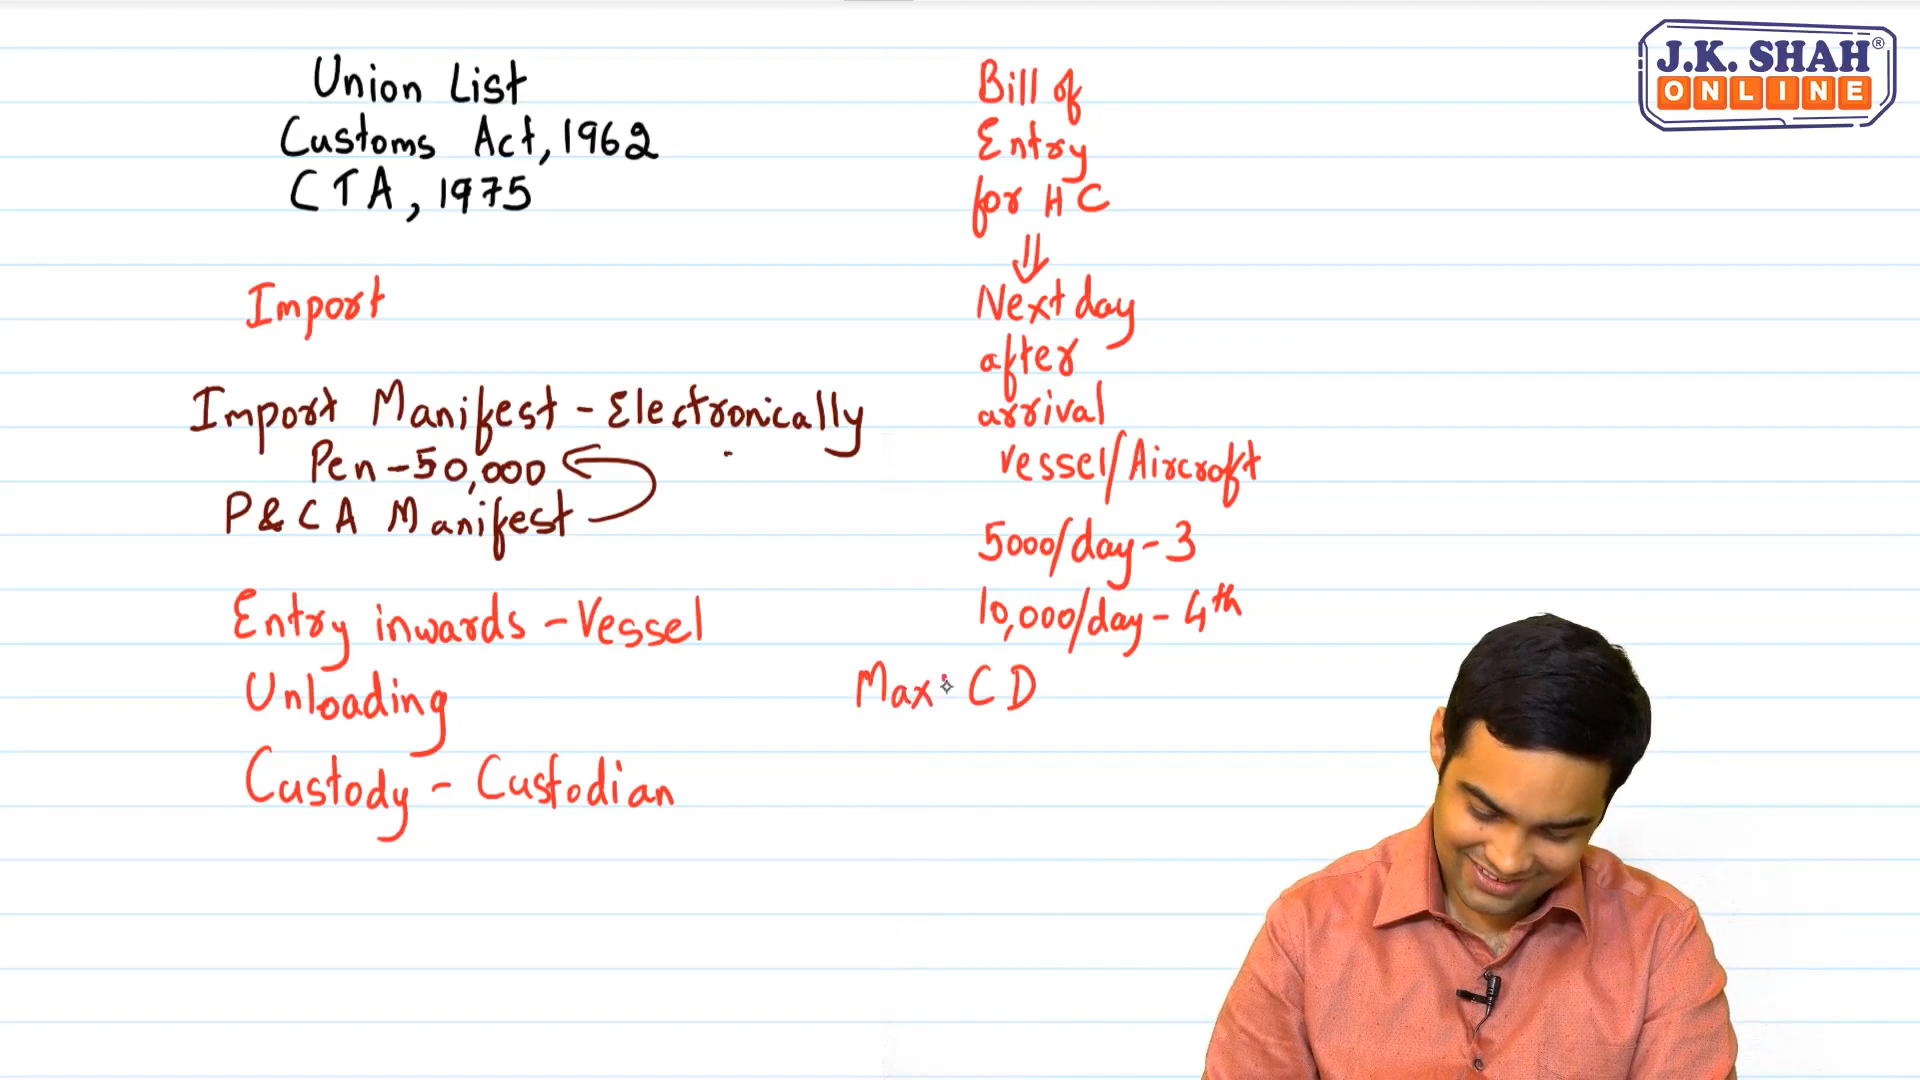 Union List
Customs Act, 1962
CTA, 1975
Import
Import Manifest - Electronically
Pen - 50,000
P & C A Manifest
Entry inwards - Vessel
Unloading
Custody - Custodian
Bill of
Entry
for HC
⇓
Next day
after
arrival
vessel/Aircroft
5000/day - 3
10,000/day - 4th
Max: CD
J.K. SHAH®
ONLINE